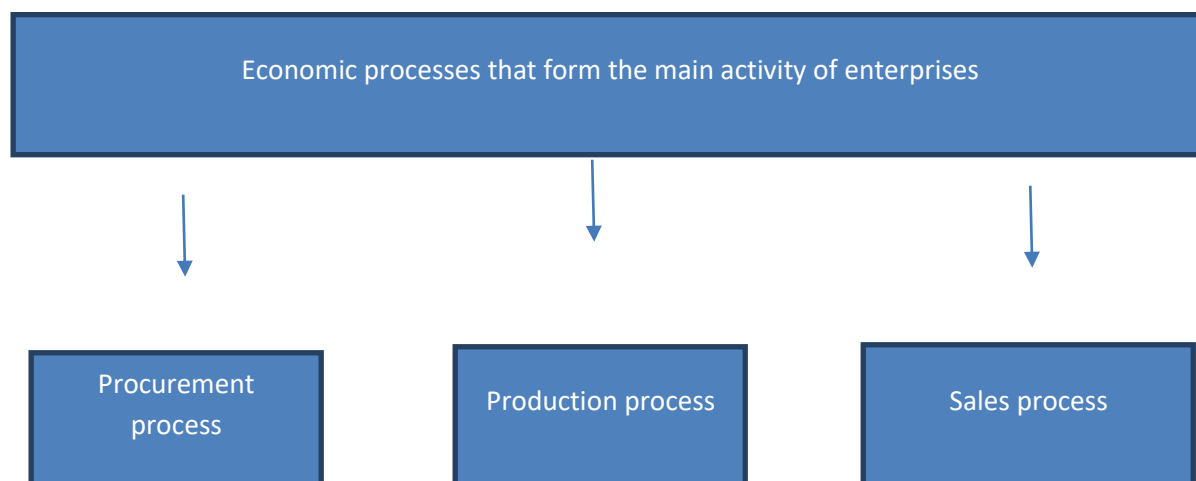 Economic processes that form the main activity of enterprises
Procurement
process
Production process
Sales process